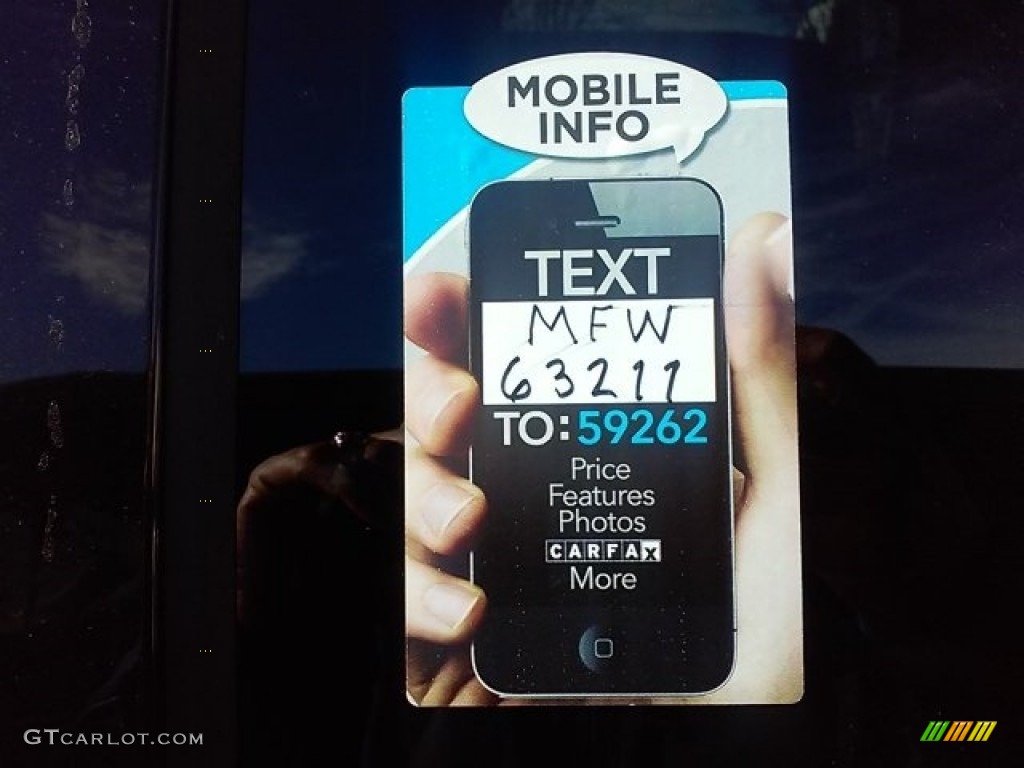 MOBILE
INFO
TEXT
MFW
63211
TO: 59262
Price
Features
Photos
CARFAX
More
GTCARLOT.COM